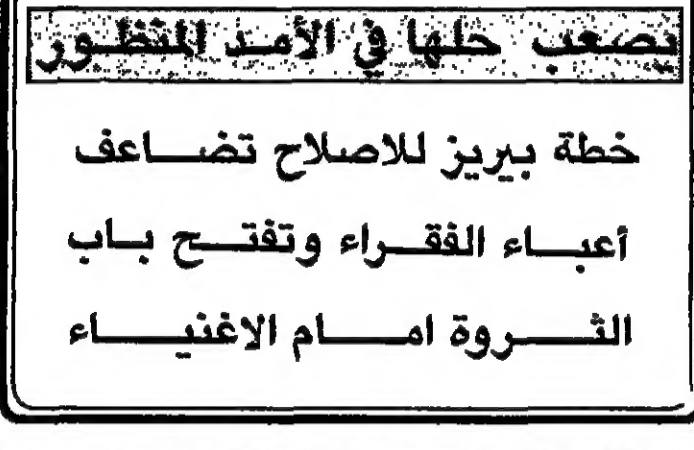 يصعب حلها في الأمد المنظور
خطة بيريز للاصلاح تضاعف
أعباء الفقراء وتفتح باب
الثروة امام الاغنياء